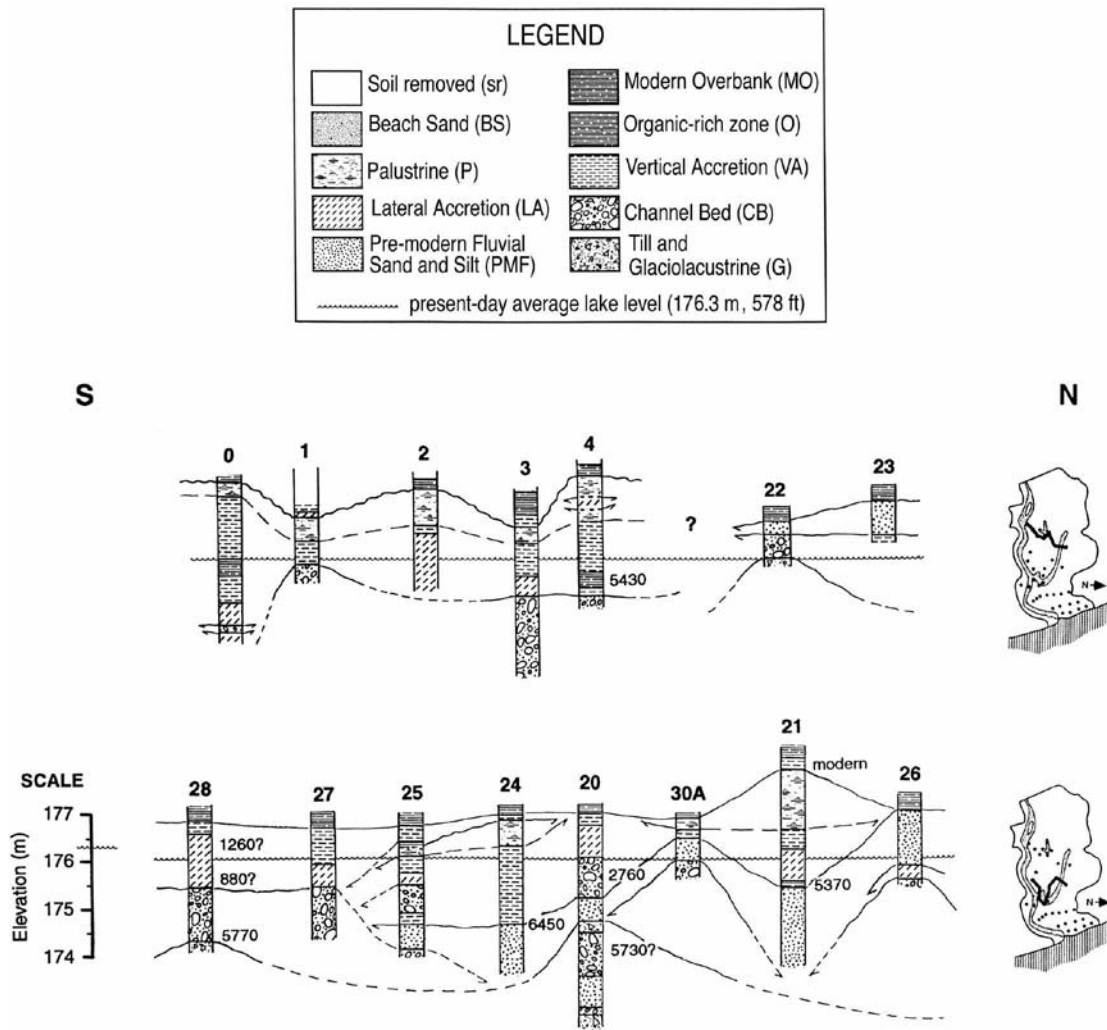 LEGEND
Soil removed (sr)
Beach Sand (BS)
Palustrine (P)
Lateral Accretion (LA)
Pre-modern Fluvial
Sand and Silt (PMF)
Modern Overbank (MO)
Organic-rich zone (O)
Vertical Accretion (VA)
Channel Bed (CB)
Till and
Glaciolacustrine (G)
present-day average lake level (176.3 m, 578 ft)
S
N
0
1
2
3
4
22
23
?
5430
N
SCALE
177
176
175
174
Elevation (m)
28
27
25
24
20
30A
21
26
modern
1260?
880?
5770
6450
2760
5730?
5370
N